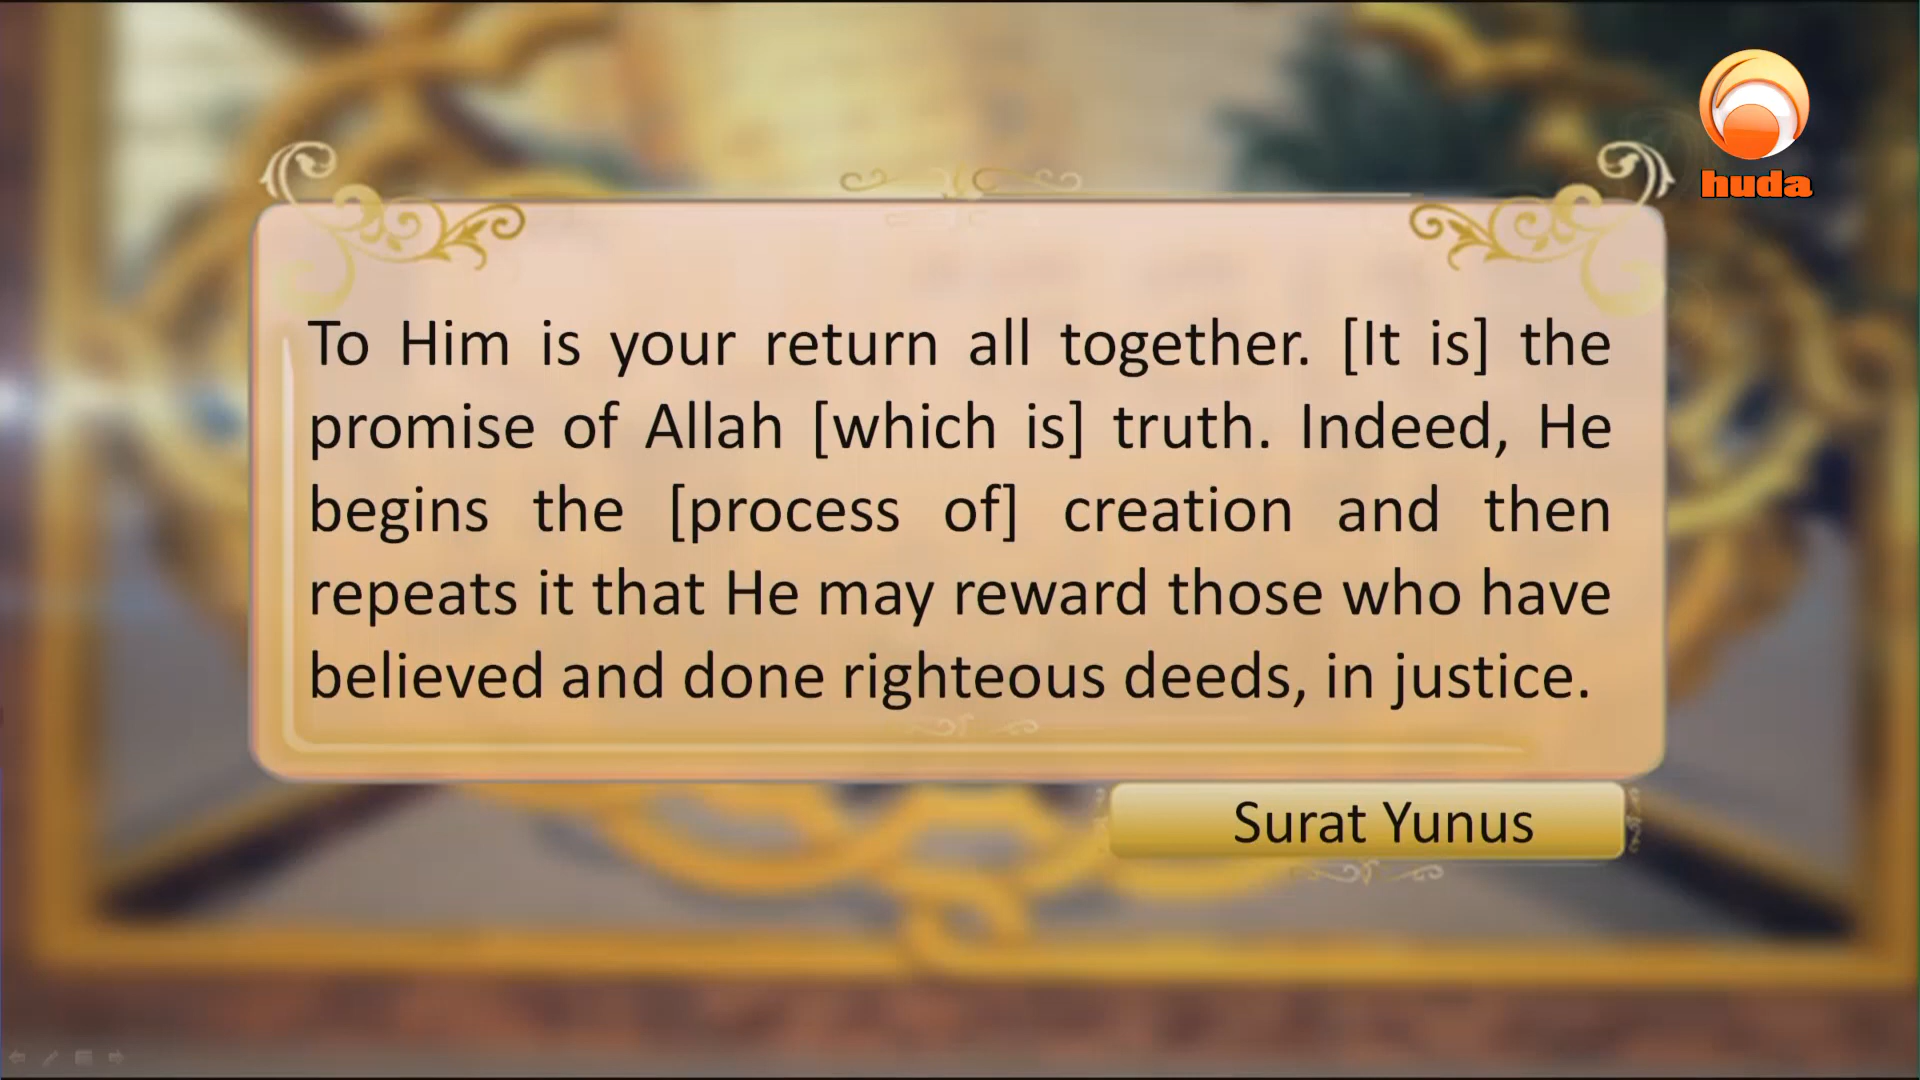 huda
To Him is your return all together. [It is] the
promise of Allah [which is] truth. Indeed, He
begins the [process of] creation and then
repeats it that He may reward those who have
believed and done righteous deeds, in justice.
Surat Yunus